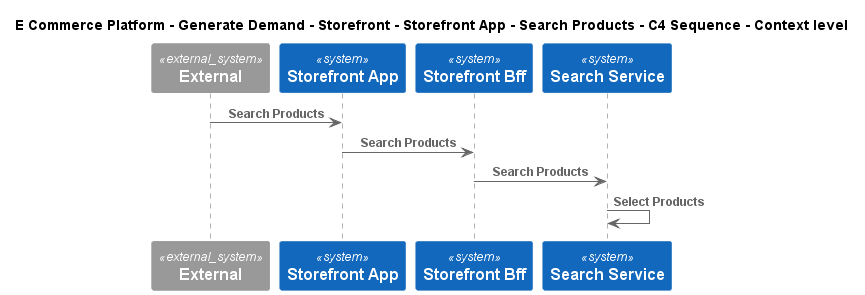 E Commerce Platform - Generate Demand - Storefront - Storefront App - Search Products - C4 Sequence - Context level
«external_system» «system» «system» «system»
External Storefront App Storefront Bff Search Service
Search Products
Search Products
Search Products
Select Products
«external_system» «system» «system» «system»
External Storefront App Storefront Bff Search Service